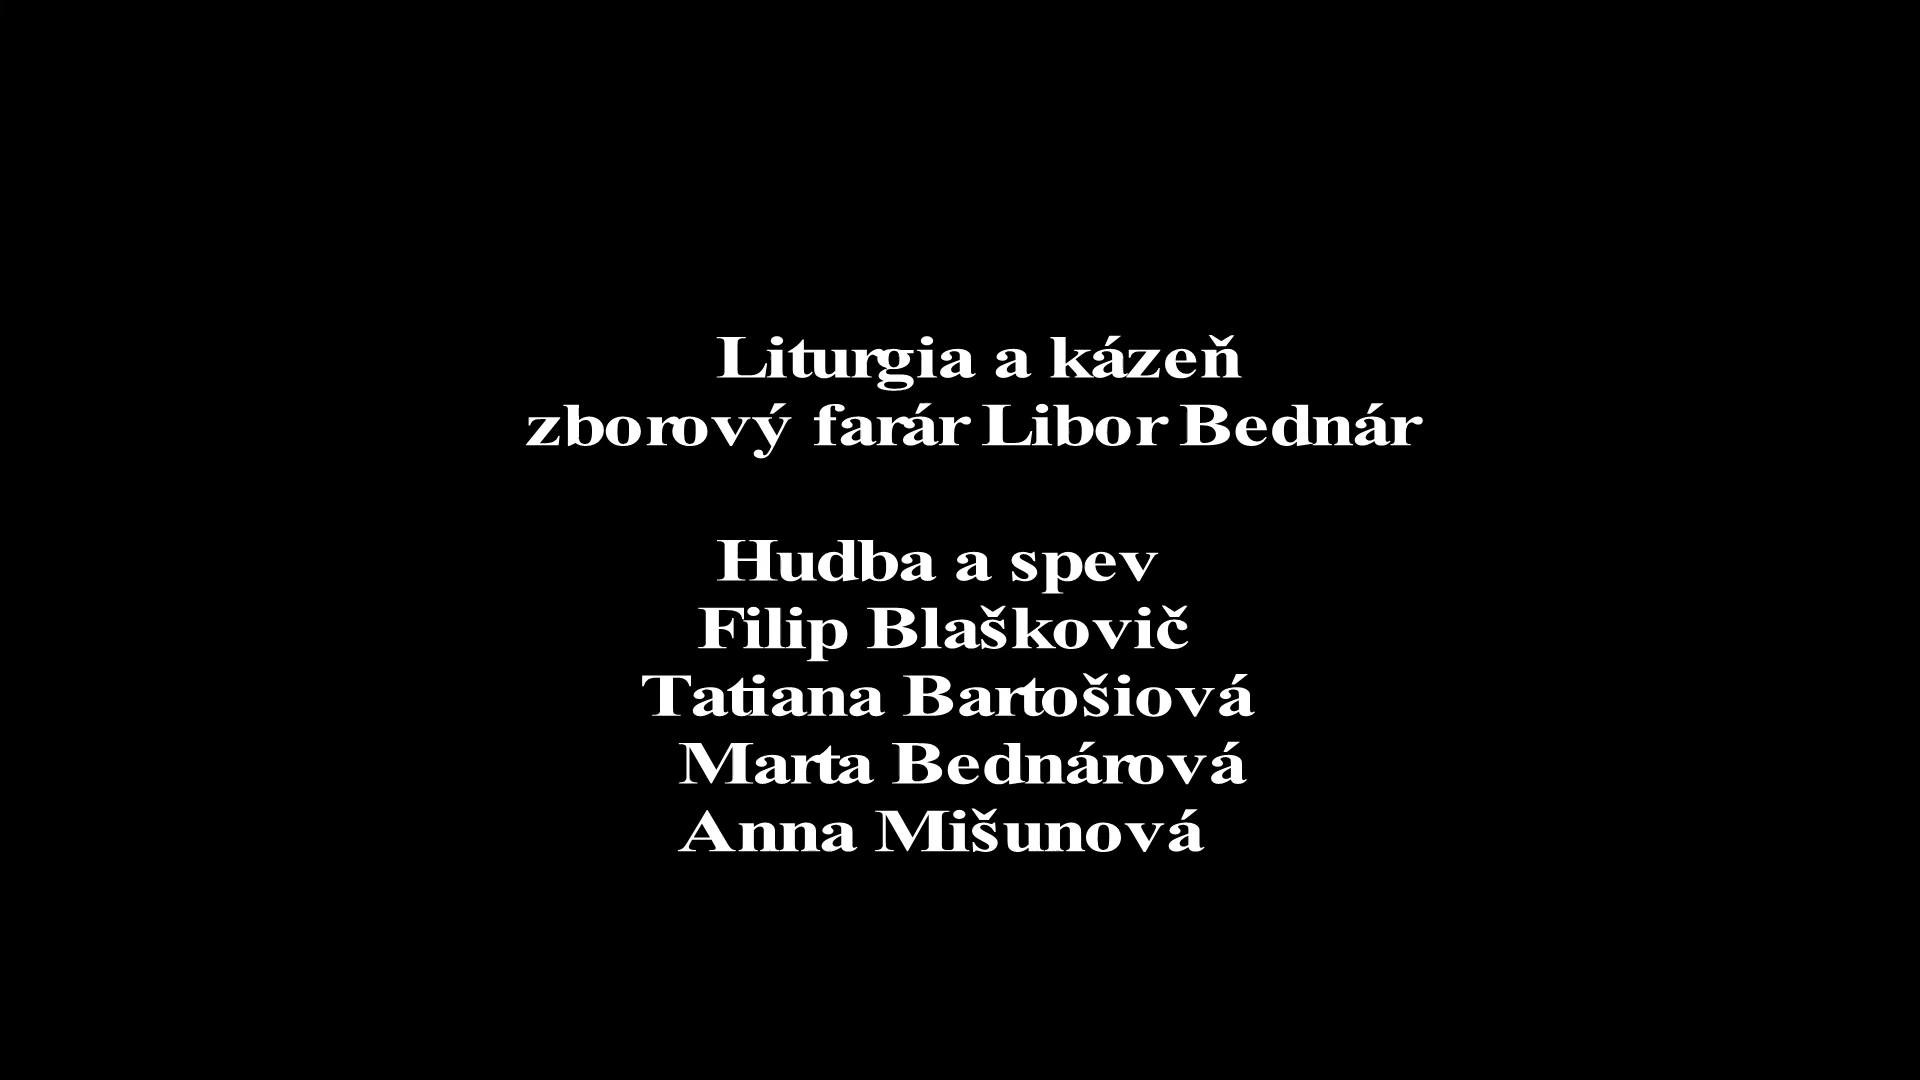 Liturgia a kázeň
zborový farár Libor Bednár
Hudba a spev
Filip Blaškovič
Tatiana Bartošiová
Marta Bednárová
Anna Mišunová